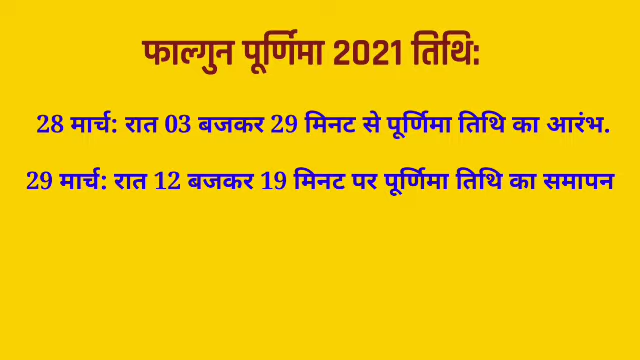 फाल्गुन पूर्णिमा 2021 तिथि:
28 मार्च: रात 03 बजकर 29 मिनट से पूर्णिमा तिथि का आरंभ.
29 मार्च: रात 12 बजकर 19 मिनट पर पूर्णिमा तिथि का समापन